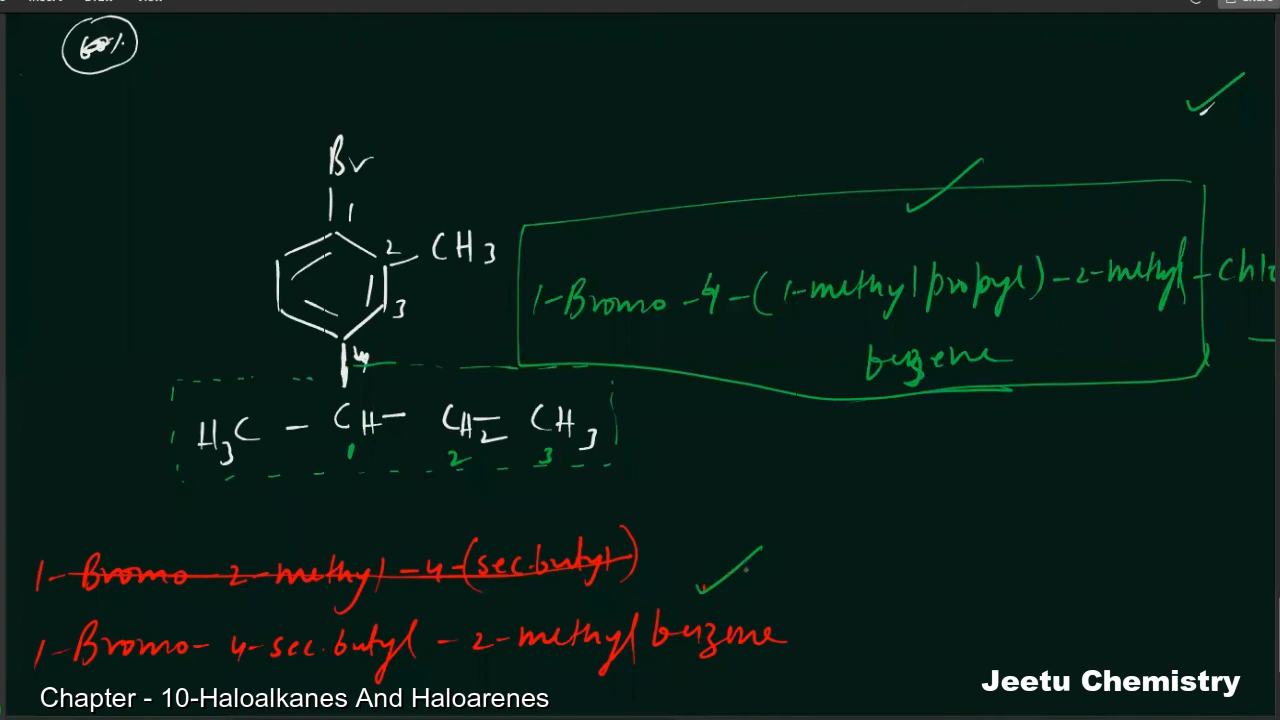 60%
Br
1
2 CH3
3
4
1-Bromo-4-(1-methylpropyl)-2-methyl-Chlo
benzene
H3C - CH - CH2 - CH3
1 2 3
1-Bromo-2-methyl-4-(sec.butyl)
1-Bromo-4-sec.butyl-2-methyl benzene
Jeetu Chemistry
Chapter - 10-Haloalkanes And Haloarenes